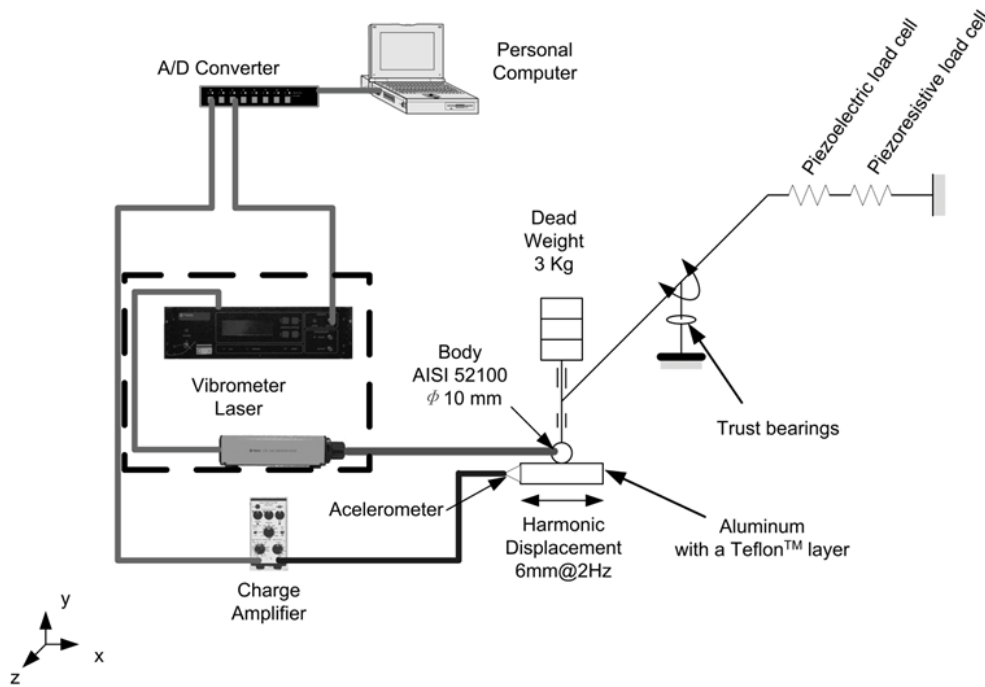 A/D Converter
Personal
Computer
Piezoelectric load cell
Piezoresistive load cell
Dead
Weight
3 Kg
Body
AISI 52100
ϕ 10 mm
Vibrometer
Laser
Trust bearings
Acelerometer
Harmonic
Displacement
6mm@2Hz
Aluminum
with a Teflon™ layer
Charge
Amplifier
y
x
z